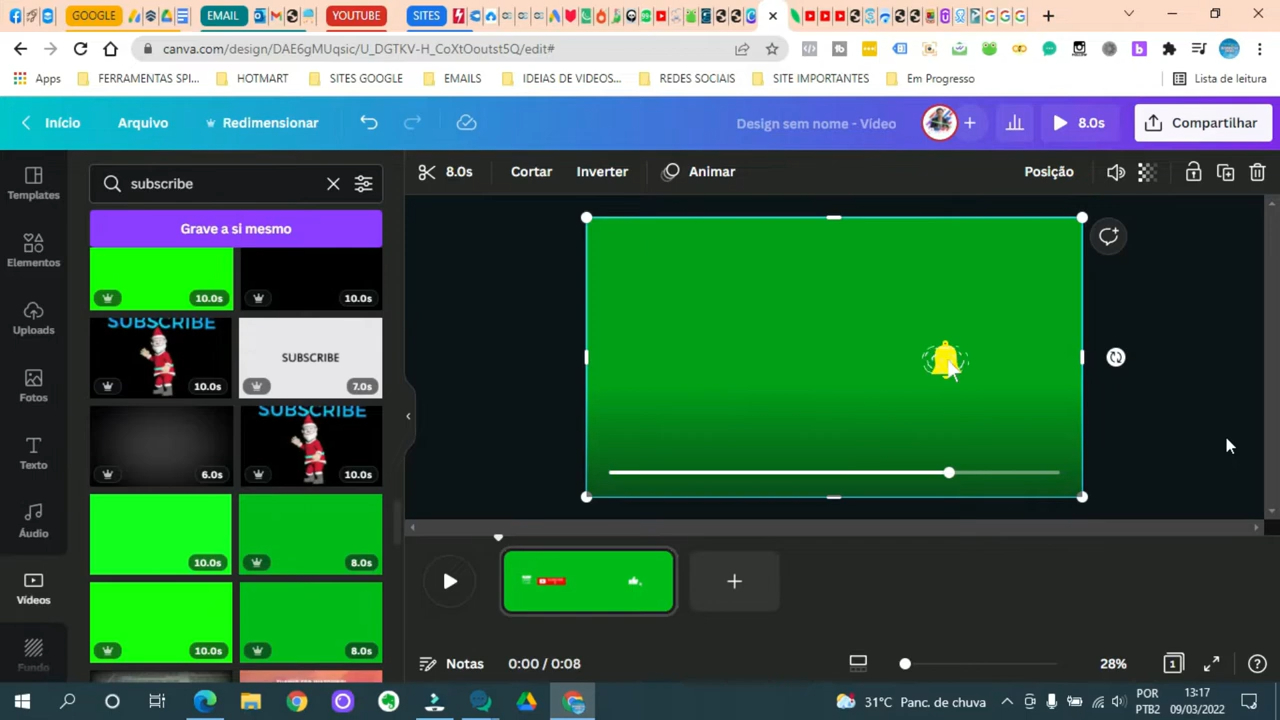 GOOGLE
EMAIL
YOUTUBE
SITES
canva.com/design/DAE6gMUqsic/U_DGTKV-H_CoXtOoutst5Q/edit#
Apps
FERRAMENTAS SPI...
HOTMART
SITES GOOGLE
EMAILS
IDEIAS DE VIDEOS...
REDES SOCIAIS
SITE IMPORTANTES
Em Progresso
Lista de leitura
Início
Arquivo
Redimensionar
Design sem nome - Vídeo
8.0s
Compartilhar
Templates
Elementos
Uploads
Fotos
Texto
Áudio
Vídeos
Fundo
subscribe
Grave a si mesmo
10.0s
10.0s
SUBSCRIBE
10.0s
SUBSCRIBE
7.0s
6.0s
SUBSCRIBE
10.0s
10.0s
8.0s
10.0s
8.0s
8.0s
Cortar
Inverter
Animar
Posição
Notas
0:00 / 0:08
28%
1
31°C Panc. de chuva
POR
PTB2
13:17
09/03/2022